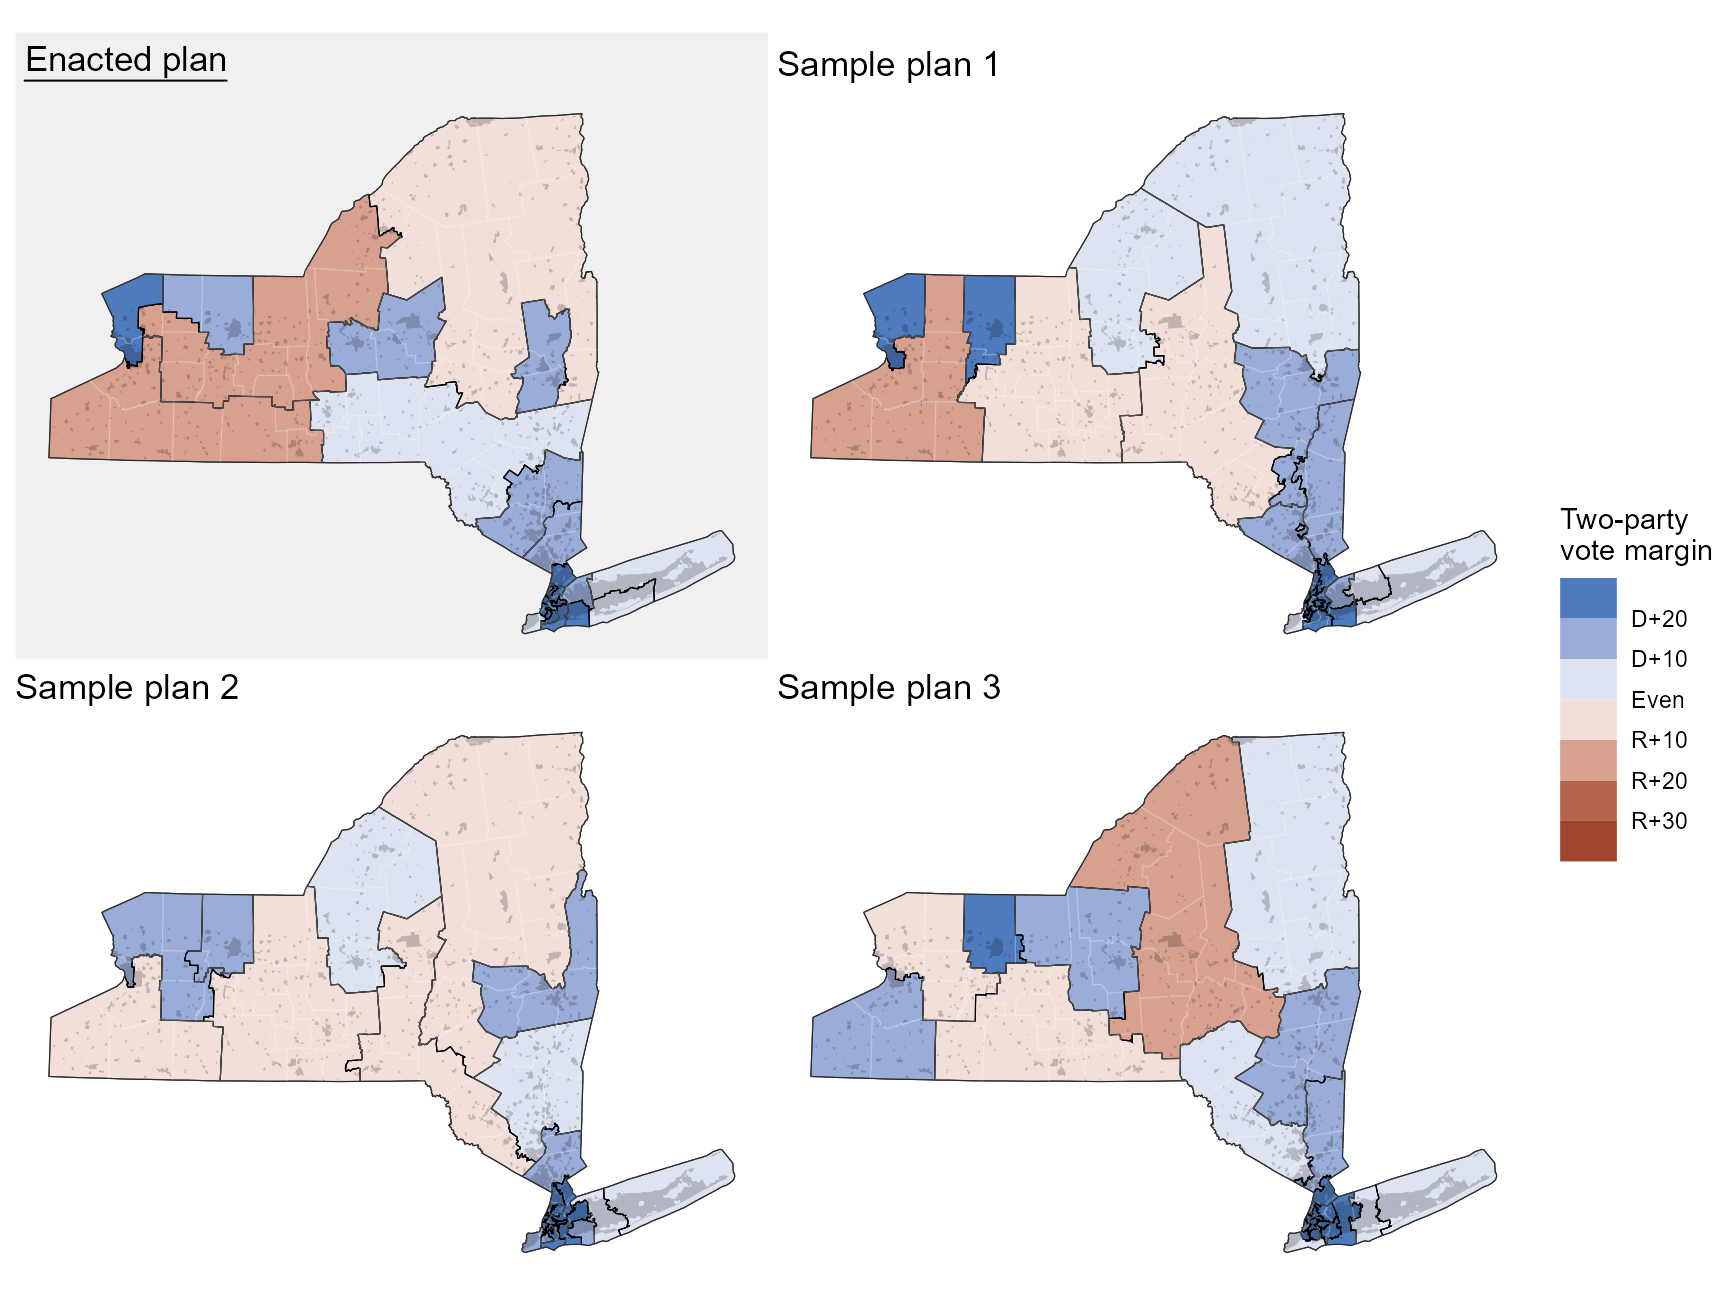 Enacted plan
Sample plan 1
Sample plan 2
Sample plan 3
Two-party
vote margin
D+20
D+10
Even
R+10
R+20
R+30